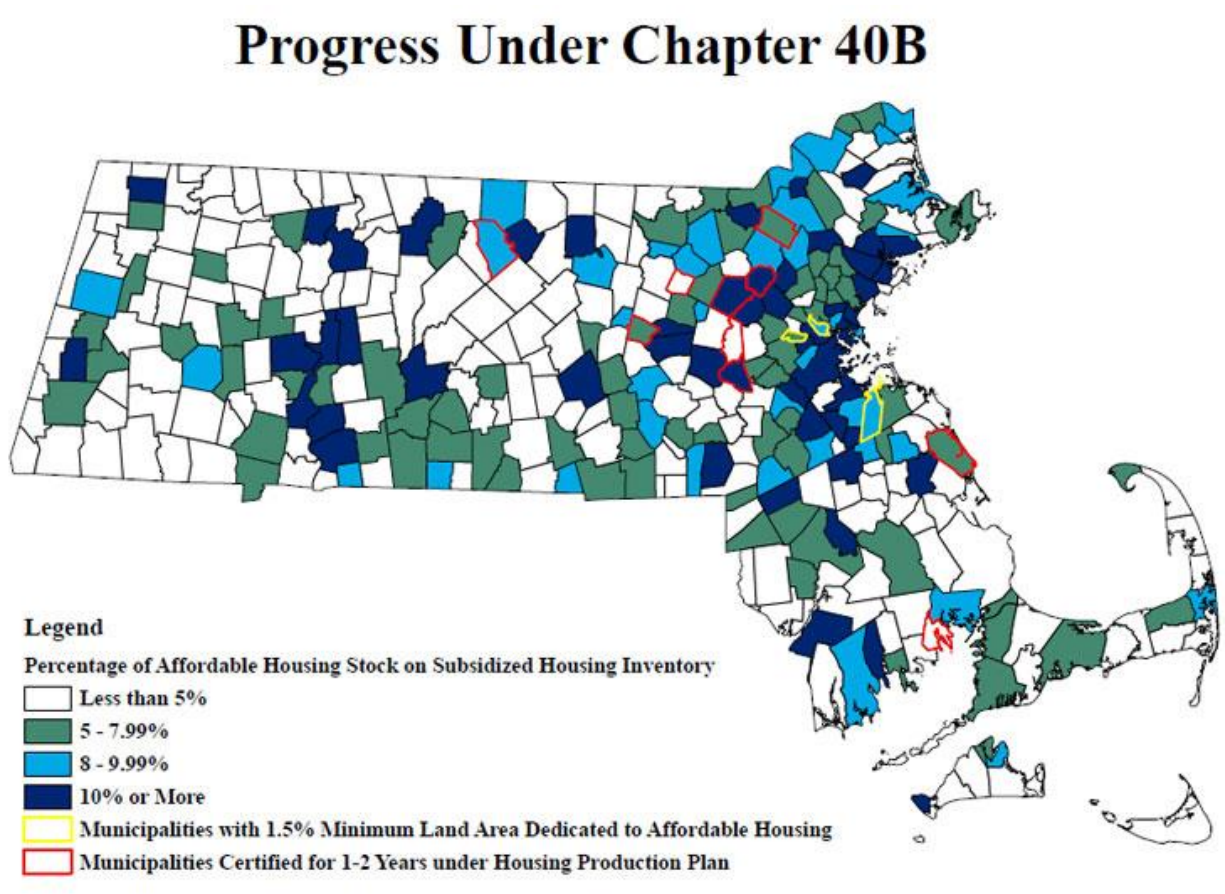 Progress Under Chapter 40B
Legend
Percentage of Affordable Housing Stock on Subsidized Housing Inventory
Less than 5%
5 - 7.99%
8 - 9.99%
10% or More
Municipalities with 1.5% Minimum Land Area Dedicated to Affordable Housing
Municipalities Certified for 1-2 Years under Housing Production Plan